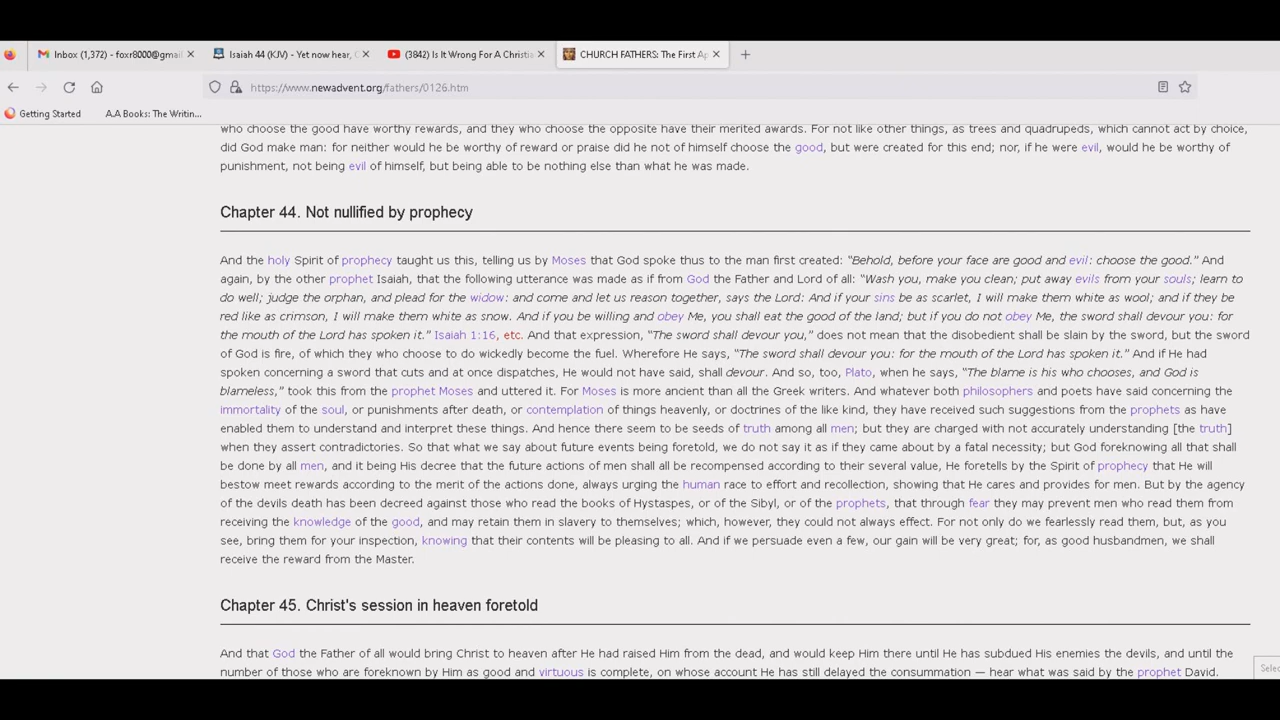 Inbox (1,372) - foxr8000@gmail
Isaiah 44 (KJV) - Yet now hear,
(3842) Is It Wrong For A Christia
CHURCH FATHERS: The First Ap
https://www.newadvent.org/fathers/0126.htm
Getting Started
A.A Books: The Writin...
who choose the good have worthy rewards, and they who choose the opposite have their merited awards. For not like other things, as trees and quadrupeds, which cannot act by choice,
did God make man: for neither would he be worthy of reward or praise did he not of himself choose the good, but were created for this end; nor, if he were evil, would he be worthy of
punishment, not being evil of himself, but being able to be nothing else than what he was made.
Chapter 44. Not nullified by prophecy
And the holy Spirit of prophecy taught us this, telling us by Moses that God spoke thus to the man first created: “Behold, before your face are good and evil: choose the good.” And
again, by the other prophet Isaiah, that the following utterance was made as if from God the Father and Lord of all: “Wash you, make you clean; put away evils from your souls; learn to
do well; judge the orphan, and plead for the widow: and come and let us reason together, says the Lord: And if your sins be as scarlet, I will make them white as wool; and if they be
red like as crimson, I will make them white as snow. And if you be willing and obey Me, you shall eat the good of the land; but if you do not obey Me, the sword shall devour you: for
the mouth of the Lord has spoken it.” Isaiah 1:16, etc. And that expression, “The sword shall devour you,” does not mean that the disobedient shall be slain by the sword, but the sword
of God is fire, of which they who choose to do wickedly become the fuel. Wherefore He says, “The sword shall devour you: for the mouth of the Lord has spoken it.” And if He had
spoken concerning a sword that cuts and at once dispatches, He would not have said, shall devour. And so, too, Plato, when he says, “The blame is his who chooses, and God is
blameless,” took this from the prophet Moses and uttered it. For Moses is more ancient than all the Greek writers. And whatever both philosophers and poets have said concerning the
immortality of the soul, or punishments after death, or contemplation of things heavenly, or doctrines of the like kind, they have received such suggestions from the prophets as have
enabled them to understand and interpret these things. And hence there seem to be seeds of truth among all men; but they are charged with not accurately understanding [the truth]
when they assert contradictories. So that what we say about future events being foretold, we do not say it as if they came about by a fatal necessity; but God foreknowing all that shall
be done by all men, and it being His decree that the future actions of men shall all be recompensed according to their several value, He foretells by the Spirit of prophecy that He will
bestow meet rewards according to the merit of the actions done, always urging the human race to effort and recollection, showing that He cares and provides for men. But by the agency
of the devils death has been decreed against those who read the books of Hystaspes, or of the Sibyl, or of the prophets, that through fear they may prevent men who read them from
receiving the knowledge of the good, and may retain them in slavery to themselves; which, however, they could not always effect. For not only do we fearlessly read them, but, as you
see, bring them for your inspection, knowing that their contents will be pleasing to all. And if we persuade even a few, our gain will be very great; for, as good husbandmen, we shall
receive the reward from the Master.
Chapter 45. Christ's session in heaven foretold
And that God the Father of all would bring Christ to heaven after He had raised Him from the dead, and would keep Him there until He has subdued His enemies the devils, and until the
number of those who are foreknown by Him as good and virtuous is complete, on whose account He has still delayed the consummation — hear what was said by the prophet David.